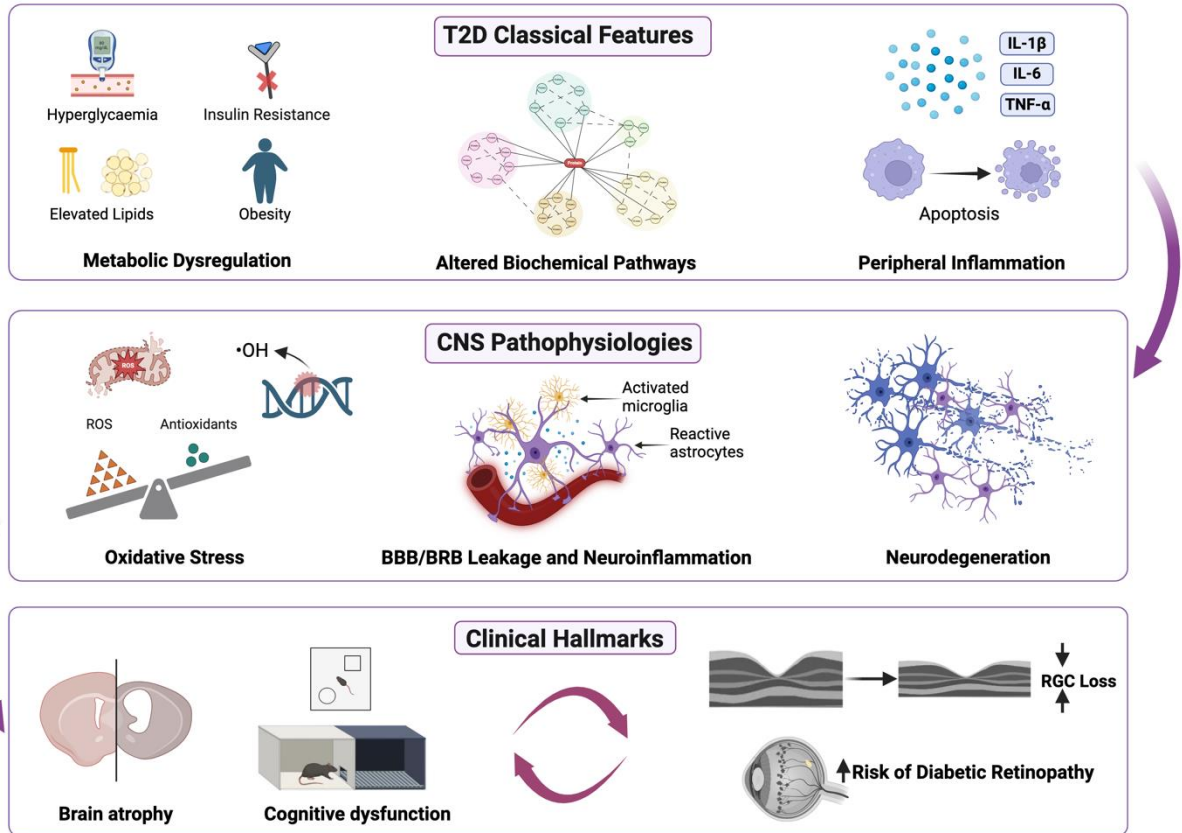 T2D Classical Features
Hyperglycaemia
Insulin Resistance
Elevated Lipids
Obesity
Metabolic Dysregulation
Protein
Altered Biochemical Pathways
IL-1β
IL-6
TNF-α
Apoptosis
Peripheral Inflammation
CNS Pathophysiologies
ROS
•OH
ROS
Antioxidants
Oxidative Stress
Activated
microglia
Reactive
astrocytes
BBB/BRB Leakage and Neuroinflammation
Neurodegeneration
Clinical Hallmarks
Brain atrophy
Cognitive dysfunction
RGC Loss
Risk of Diabetic Retinopathy